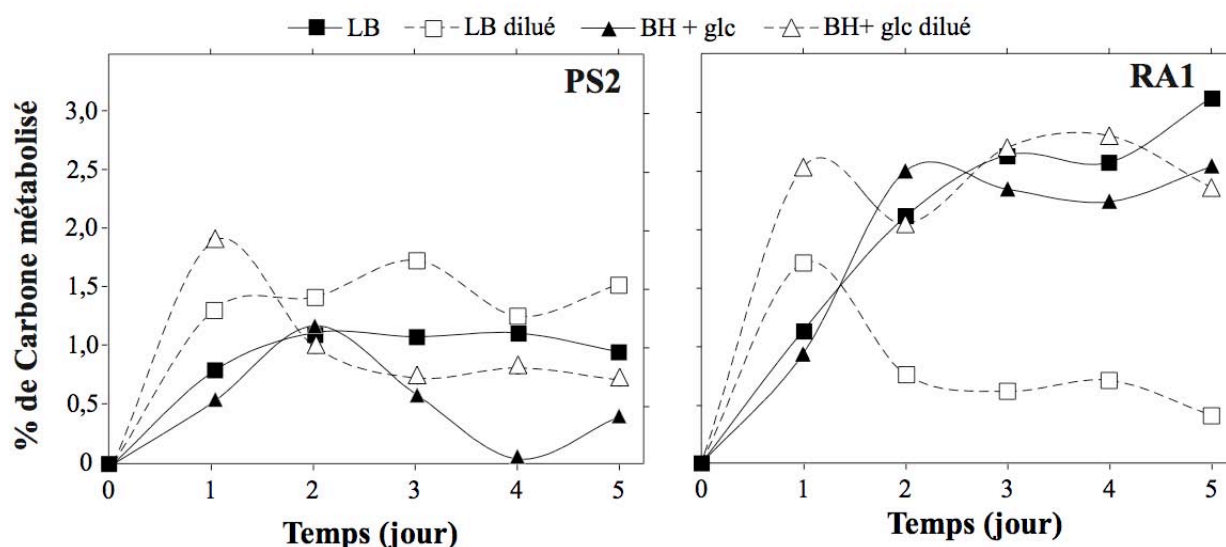 LB LB dilué BH + glc BH+ glc dilué
PS2 RA1
% de Carbone métabolisé
3,0
2,5
2,0
1,5
1,0
0,5
0
0 1 2 3 4 5 0 1 2 3 4 5
Temps (jour) Temps (jour)